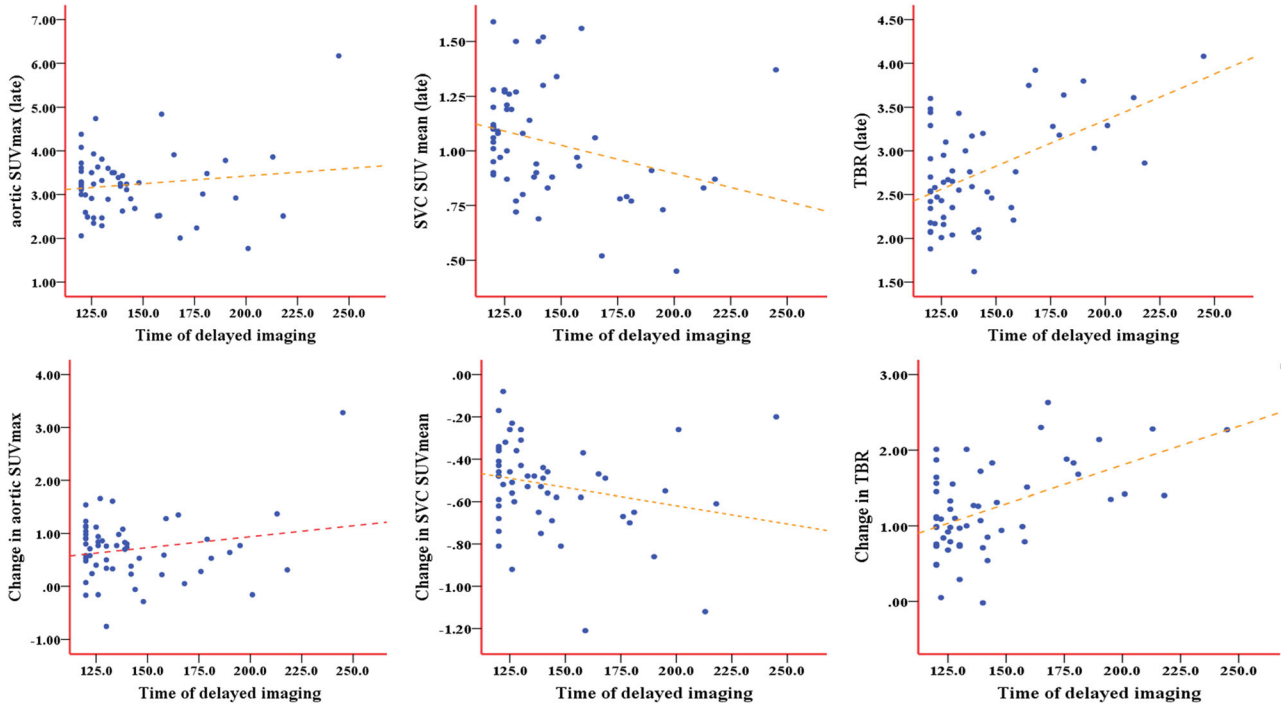 aortic SUVmax (late)
7.00
6.00
5.00
4.00
3.00
2.00
1.00
125.0 150.0 175.0 200.0 225.0 250.0
Time of delayed imaging
SVC SUV mean (late)
1.50
1.25
1.00
.75
.50
125.0 150.0 175.0 200.0 225.0 250.0
Time of delayed imaging
TBR (late)
4.50
4.00
3.50
3.00
2.50
2.00
1.50
125.0 150.0 175.0 200.0 225.0 250.0
Time of delayed imaging
Change in aortic SUVmax
4.00
3.00
2.00
1.00
.00
-1.00
125.0 150.0 175.0 200.0 225.0 250.0
Time of delayed imaging
Change in SVC SUVmean
.00
-.20
-.40
-.60
-.80
-1.00
-1.20
125.0 150.0 175.0 200.0 225.0 250.0
Time of delayed imaging
Change in TBR
3.00
2.00
1.00
.00
125.0 150.0 175.0 200.0 225.0 250.0
Time of delayed imaging